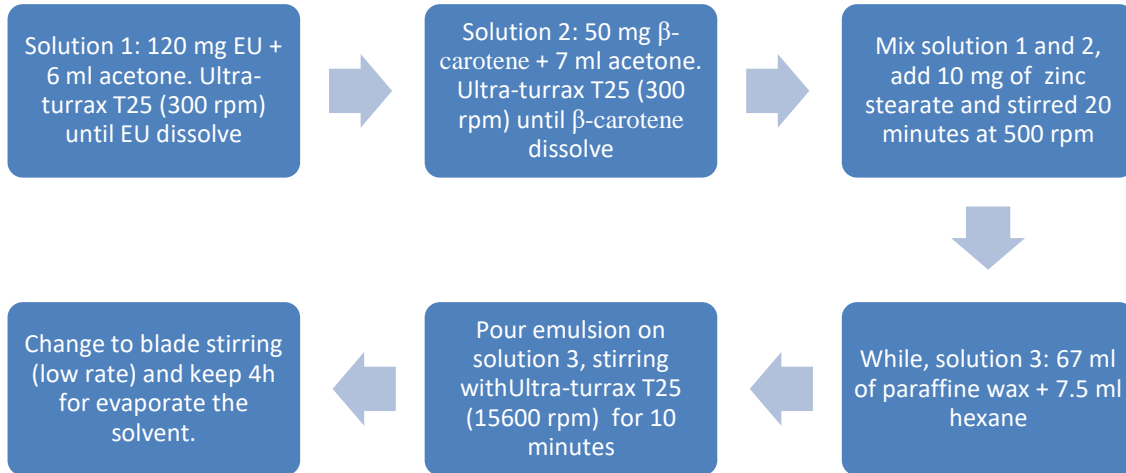 Solution 1: 120 mg EU +
6 ml acetone. Ultra-
turrax T25 (300 rpm)
until EU dissolve
Solution 2: 50 mg β-
carotene + 7 ml acetone.
Ultra-turrax T25 (300
rpm) until β-carotene
dissolve
Mix solution 1 and 2,
add 10 mg of  zinc
stearate and stirred 20
minutes at 500 rpm
While, solution 3: 67 ml
of paraffine wax + 7.5 ml
hexane
Pour emulsion on
solution 3, stirring
withUltra-turrax T25
(15600 rpm)  for 10
minutes
Change to blade stirring
(low rate) and keep 4h
for evaporate the
solvent.